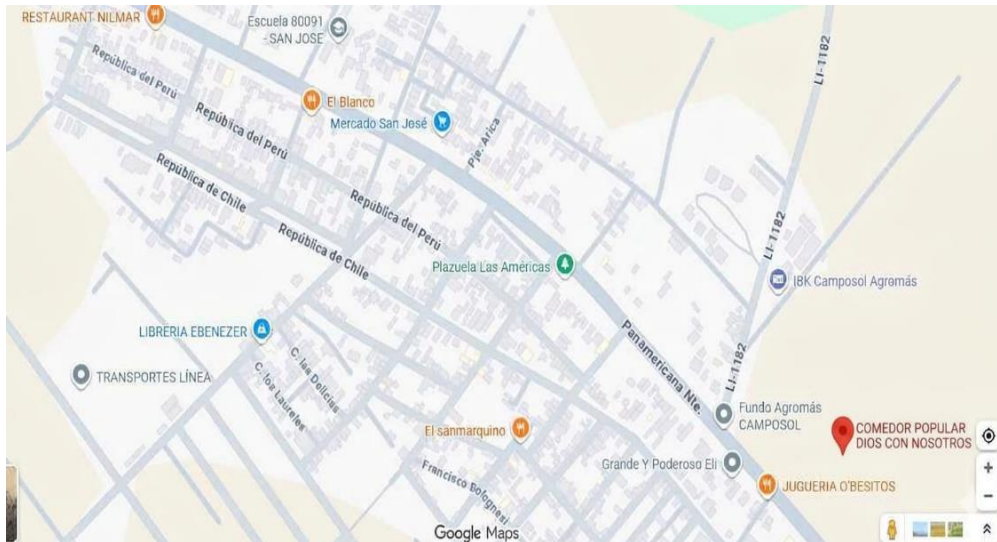 RESTAURANT NILMAR
Escuela 80091
- SAN JOSE
República del Perú
El Blanco
Mercado San José
Pje. Arica
República del Perú
República de Chile
República del Perú
República de Chile
Plazuela Las Américas
LI-1182
LI-1182
IBK Camposol Agromás
LIBRERIA EBENEZER
C. las Delicias
C. los Laureles
TRANSPORTES LÍNEA
Panamericana Nte.
LI-1182
Fundo Agromás
CAMPOSOL
COMEDOR POPULAR
DIOS CON NOSOTROS
El sanmarquino
Francisco Bolognesi
Grande Y Poderoso Eli
JUGUERIA O'BESITOS
Google Maps